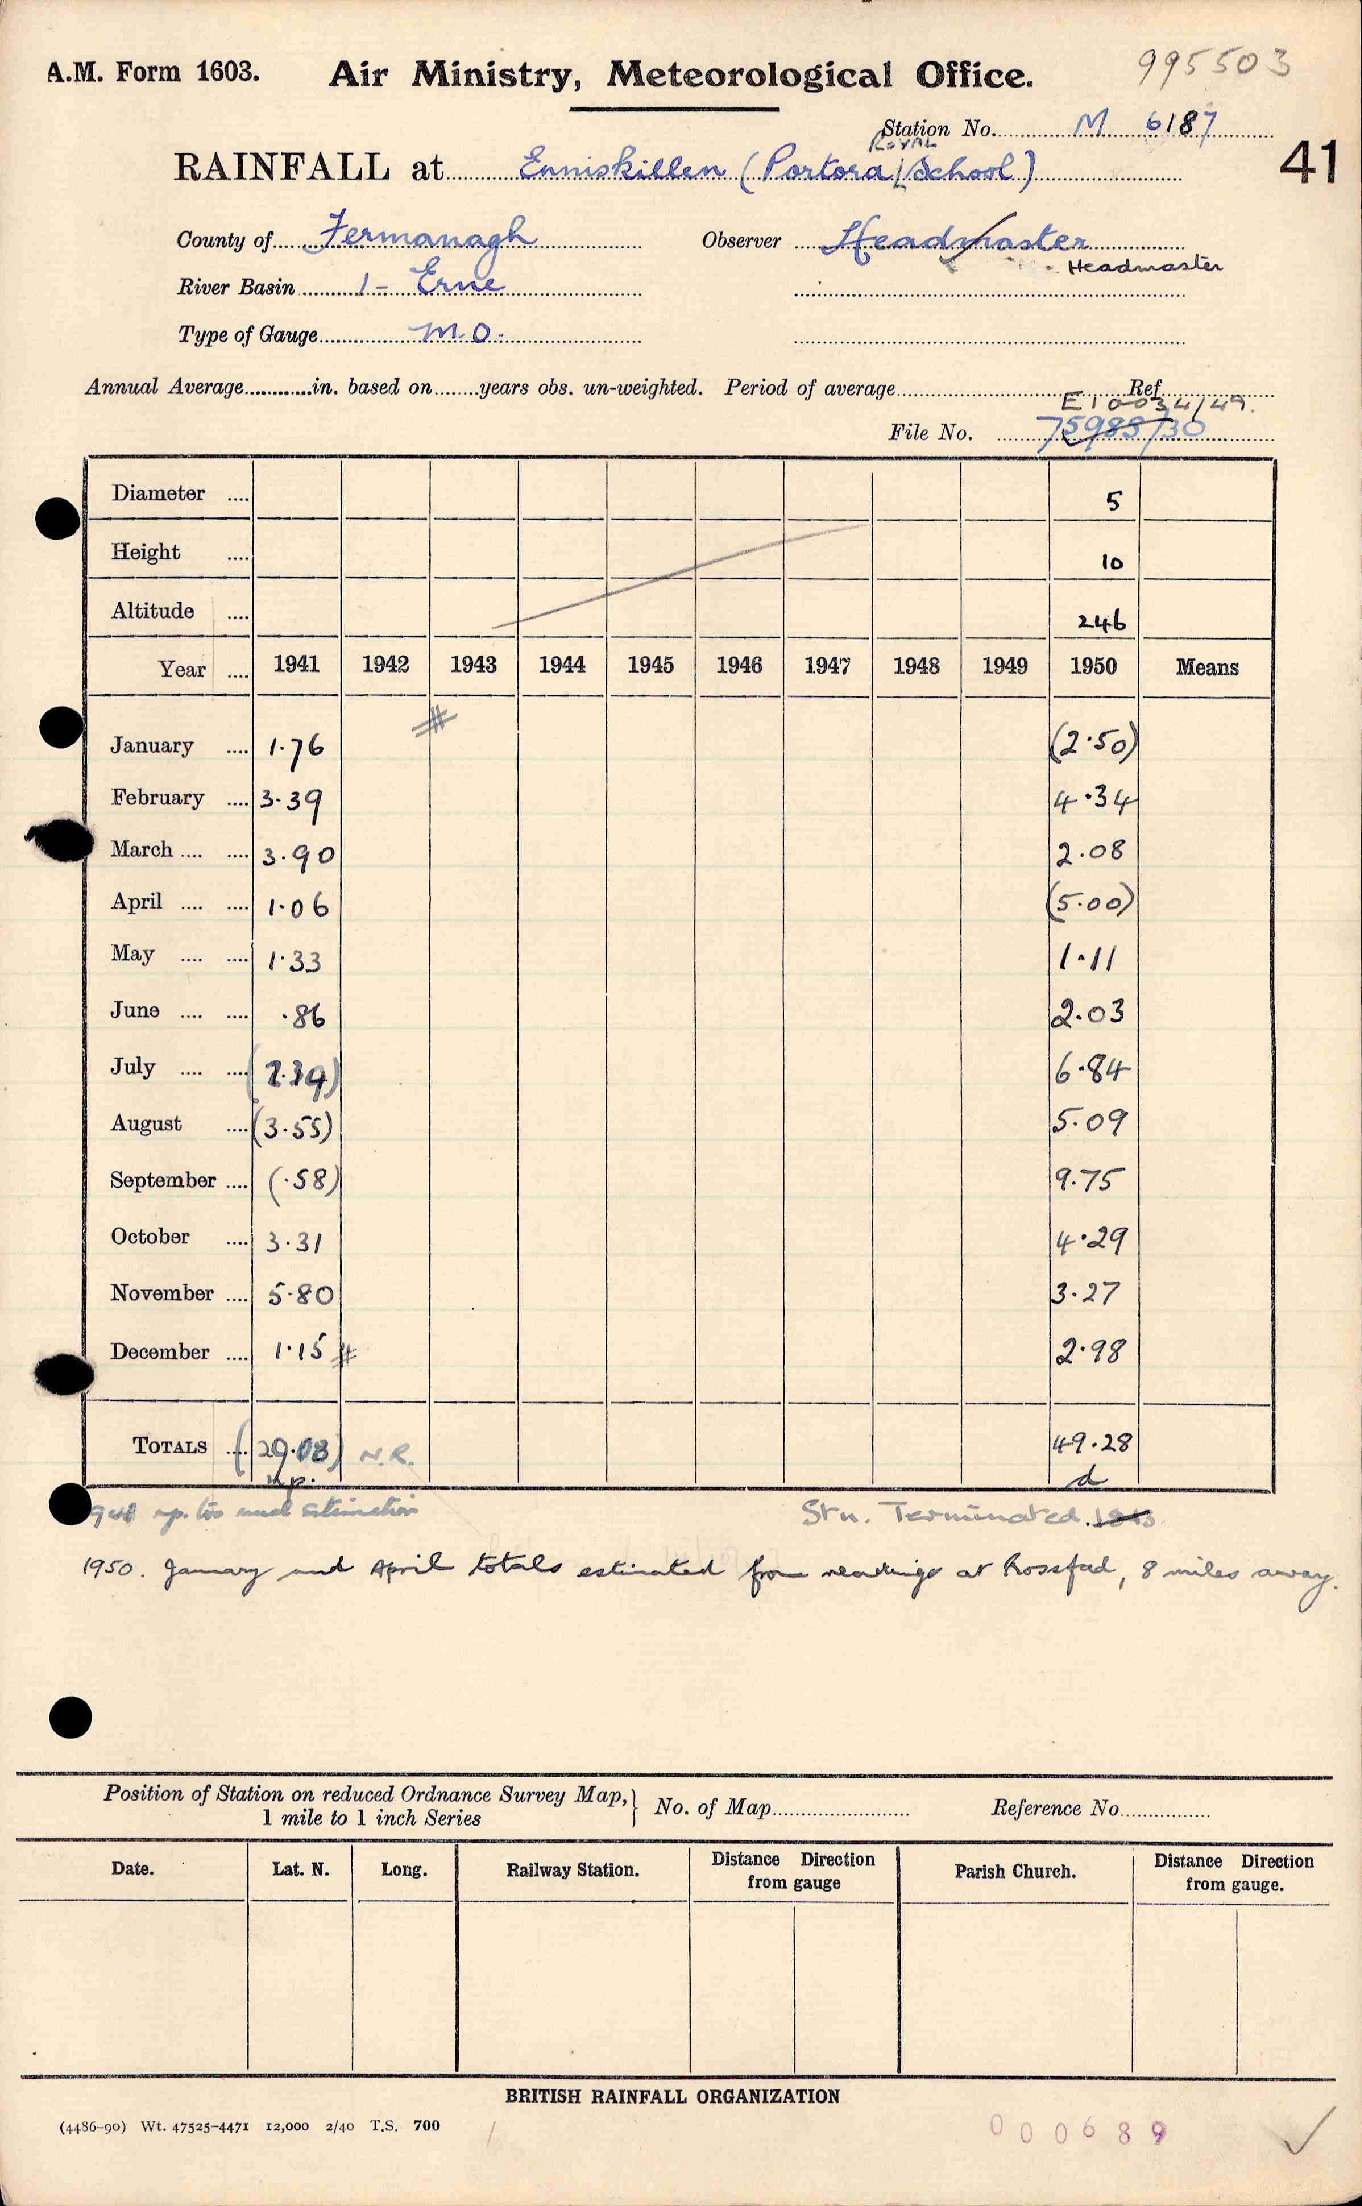 A.M. Form 1603. Air Ministry, Meteorological Office. 995503
Station No. M 6187
ROYAL
RAINFALL at Enniskillen (Portora School) 41
County of Fermanagh Observer Headmaster
Headmaster
River Basin 1 - Erne
Type of Gauge M.O.
Annual Average............in. based on........years obs. un-weighted. Period of average Ref
E10034/49.
File No. 75985/30
Diameter .... 5
Height .... 10
Altitude .... 246
Year .... 1941 1942 1943 1944 1945 1946 1947 1948 1949 1950 Means
January .... 1.76 (2.50)
February .... 3.39 4.34
March .... .... 3.90 2.08
April .... .... 1.06 (5.00)
May .... .... 1.33 1.11
June .... .... .86 2.03
July .... .... (2.39) 6.84
August .... (3.55) 5.09
September .... (.58) 9.75
October .... 3.31 4.29
November .... 5.80 3.27
December .... 1.15 # 2.98
TOTALS .... (29.08) N.R. 49.28
n.p. d
Stn. Terminated.
1950. January and April totals estimated from readings at Rossfad, 8 miles away.
Position of Station on reduced Ordnance Survey Map, 1 mile to 1 inch Series } No. of Map Reference No.
Date. Lat. N. Long. Railway Station. Distance Direction from gauge Parish Church. Distance Direction from gauge.
BRITISH RAINFALL ORGANIZATION
(4486-90) Wt. 47525-4471 12,000 2/40 T.S. 700
000689